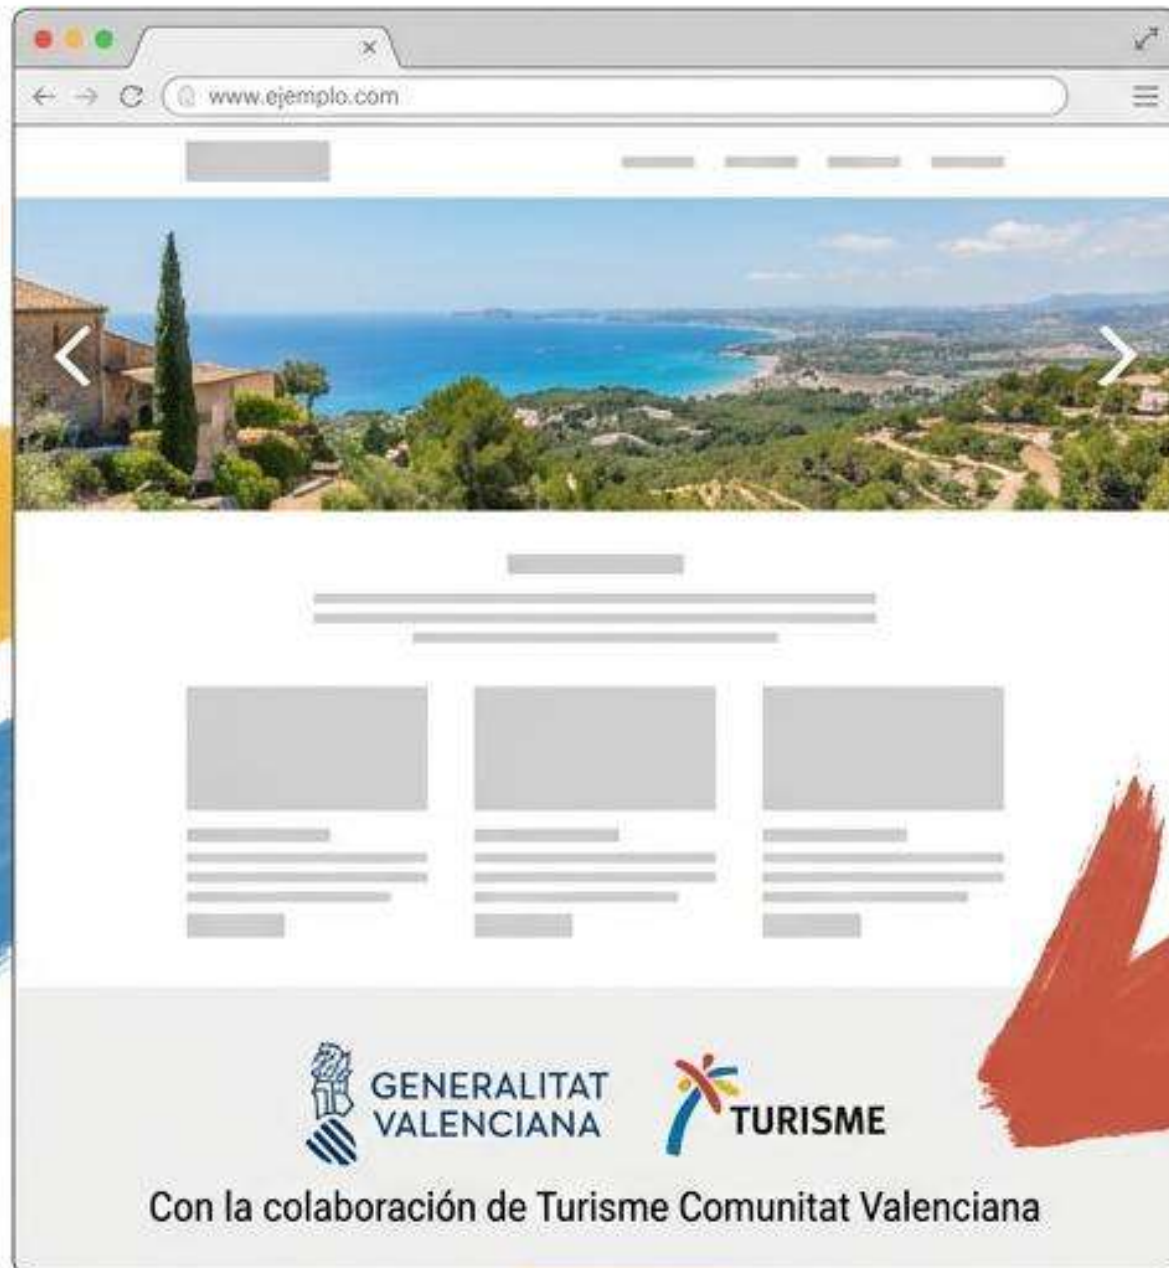 www.ejemplo.com
GENERALITAT
VALENCIANA
TURISME
Con la colaboración de Turisme Comunitat Valenciana